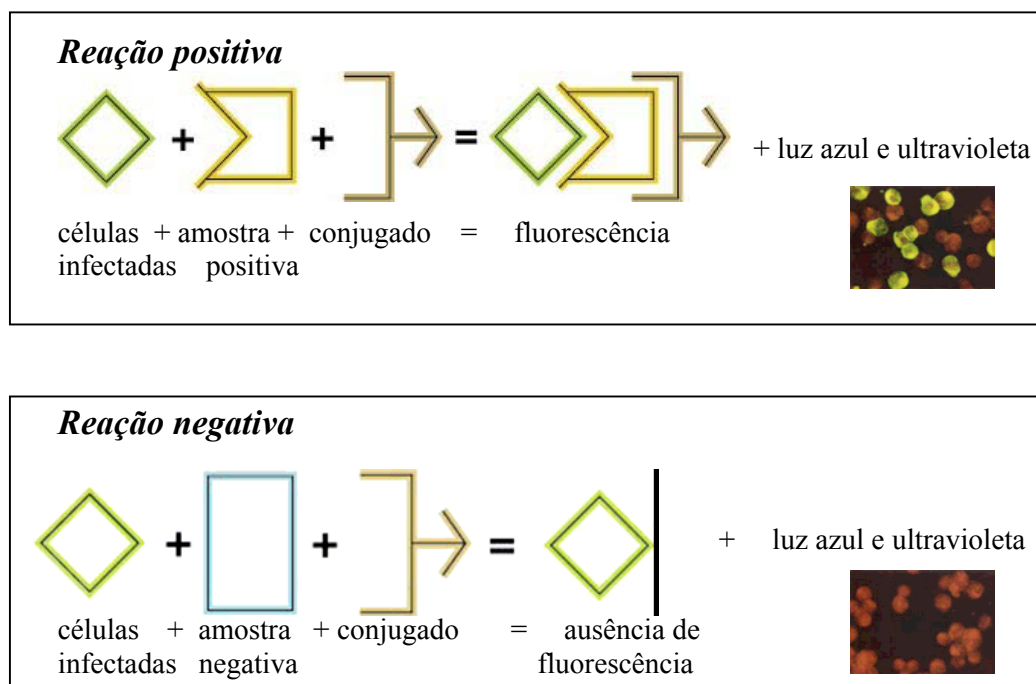 Reação positiva
+ + = + luz azul e ultravioleta
células + amostra + conjugado = fluorescência
infectadas positiva
Reação negativa
+ + = + luz azul e ultravioleta
células + amostra + conjugado = ausência de
infectadas negativa fluorescência